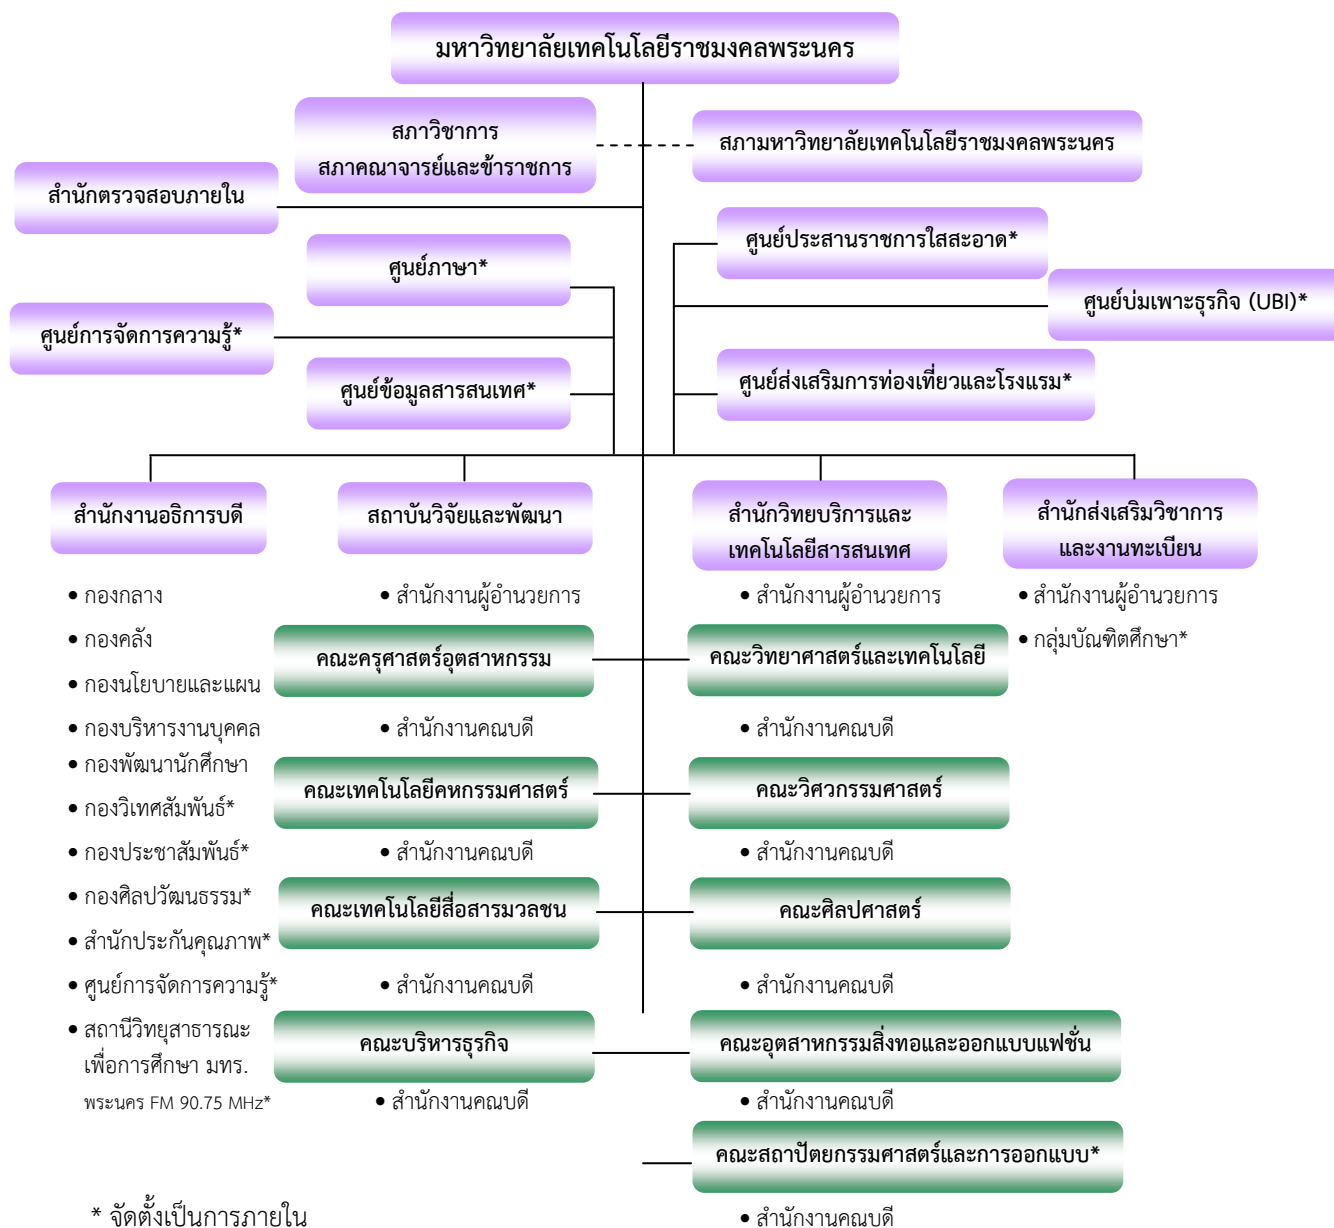 มหาวิทยาลัยเทคโนโลยีราชมงคลพระนคร
สภาวิชาการ
สภาคณาจารย์และข้าราชการ
สภามหาวิทยาลัยเทคโนโลยีราชมงคลพระนคร
สำนักตรวจสอบภายใน
ศูนย์ประสานราชการใสสะอาด*
ศูนย์ภาษา*
ศูนย์บ่มเพาะธุรกิจ (UBI)*
ศูนย์การจัดการความรู้*
ศูนย์ข้อมูลสารสนเทศ*
ศูนย์ส่งเสริมการท่องเที่ยวและโรงแรม*
สำนักงานอธิการบดี
• กองกลาง
• กองคลัง
• กองนโยบายและแผน
• กองบริหารงานบุคคล
• กองพัฒนานักศึกษา
• กองวิเทศสัมพันธ์*
• กองประชาสัมพันธ์*
• กองศิลปวัฒนธรรม*
• สำนักประกันคุณภาพ*
• ศูนย์การจัดการความรู้*
• สถานีวิทยุสาธารณะ
เพื่อการศึกษา มทร.
พระนคร FM 90.75 MHz*
สถาบันวิจัยและพัฒนา
• สำนักงานผู้อำนวยการ
สำนักวิทยบริการและ
เทคโนโลยีสารสนเทศ
• สำนักงานผู้อำนวยการ
สำนักส่งเสริมวิชาการ
และงานทะเบียน
• สำนักงานผู้อำนวยการ
• กลุ่มบัณฑิตศึกษา*
คณะครุศาสตร์อุตสาหกรรม
• สำนักงานคณบดี
คณะวิทยาศาสตร์และเทคโนโลยี
• สำนักงานคณบดี
คณะเทคโนโลยีคหกรรมศาสตร์
• สำนักงานคณบดี
คณะวิศวกรรมศาสตร์
• สำนักงานคณบดี
คณะเทคโนโลยีสื่อสารมวลชน
• สำนักงานคณบดี
คณะศิลปศาสตร์
• สำนักงานคณบดี
คณะบริหารธุรกิจ
• สำนักงานคณบดี
คณะอุตสาหกรรมสิ่งทอและออกแบบแฟชั่น
• สำนักงานคณบดี
คณะสถาปัตยกรรมศาสตร์และการออกแบบ*
• สำนักงานคณบดี
* จัดตั้งเป็นการภายใน